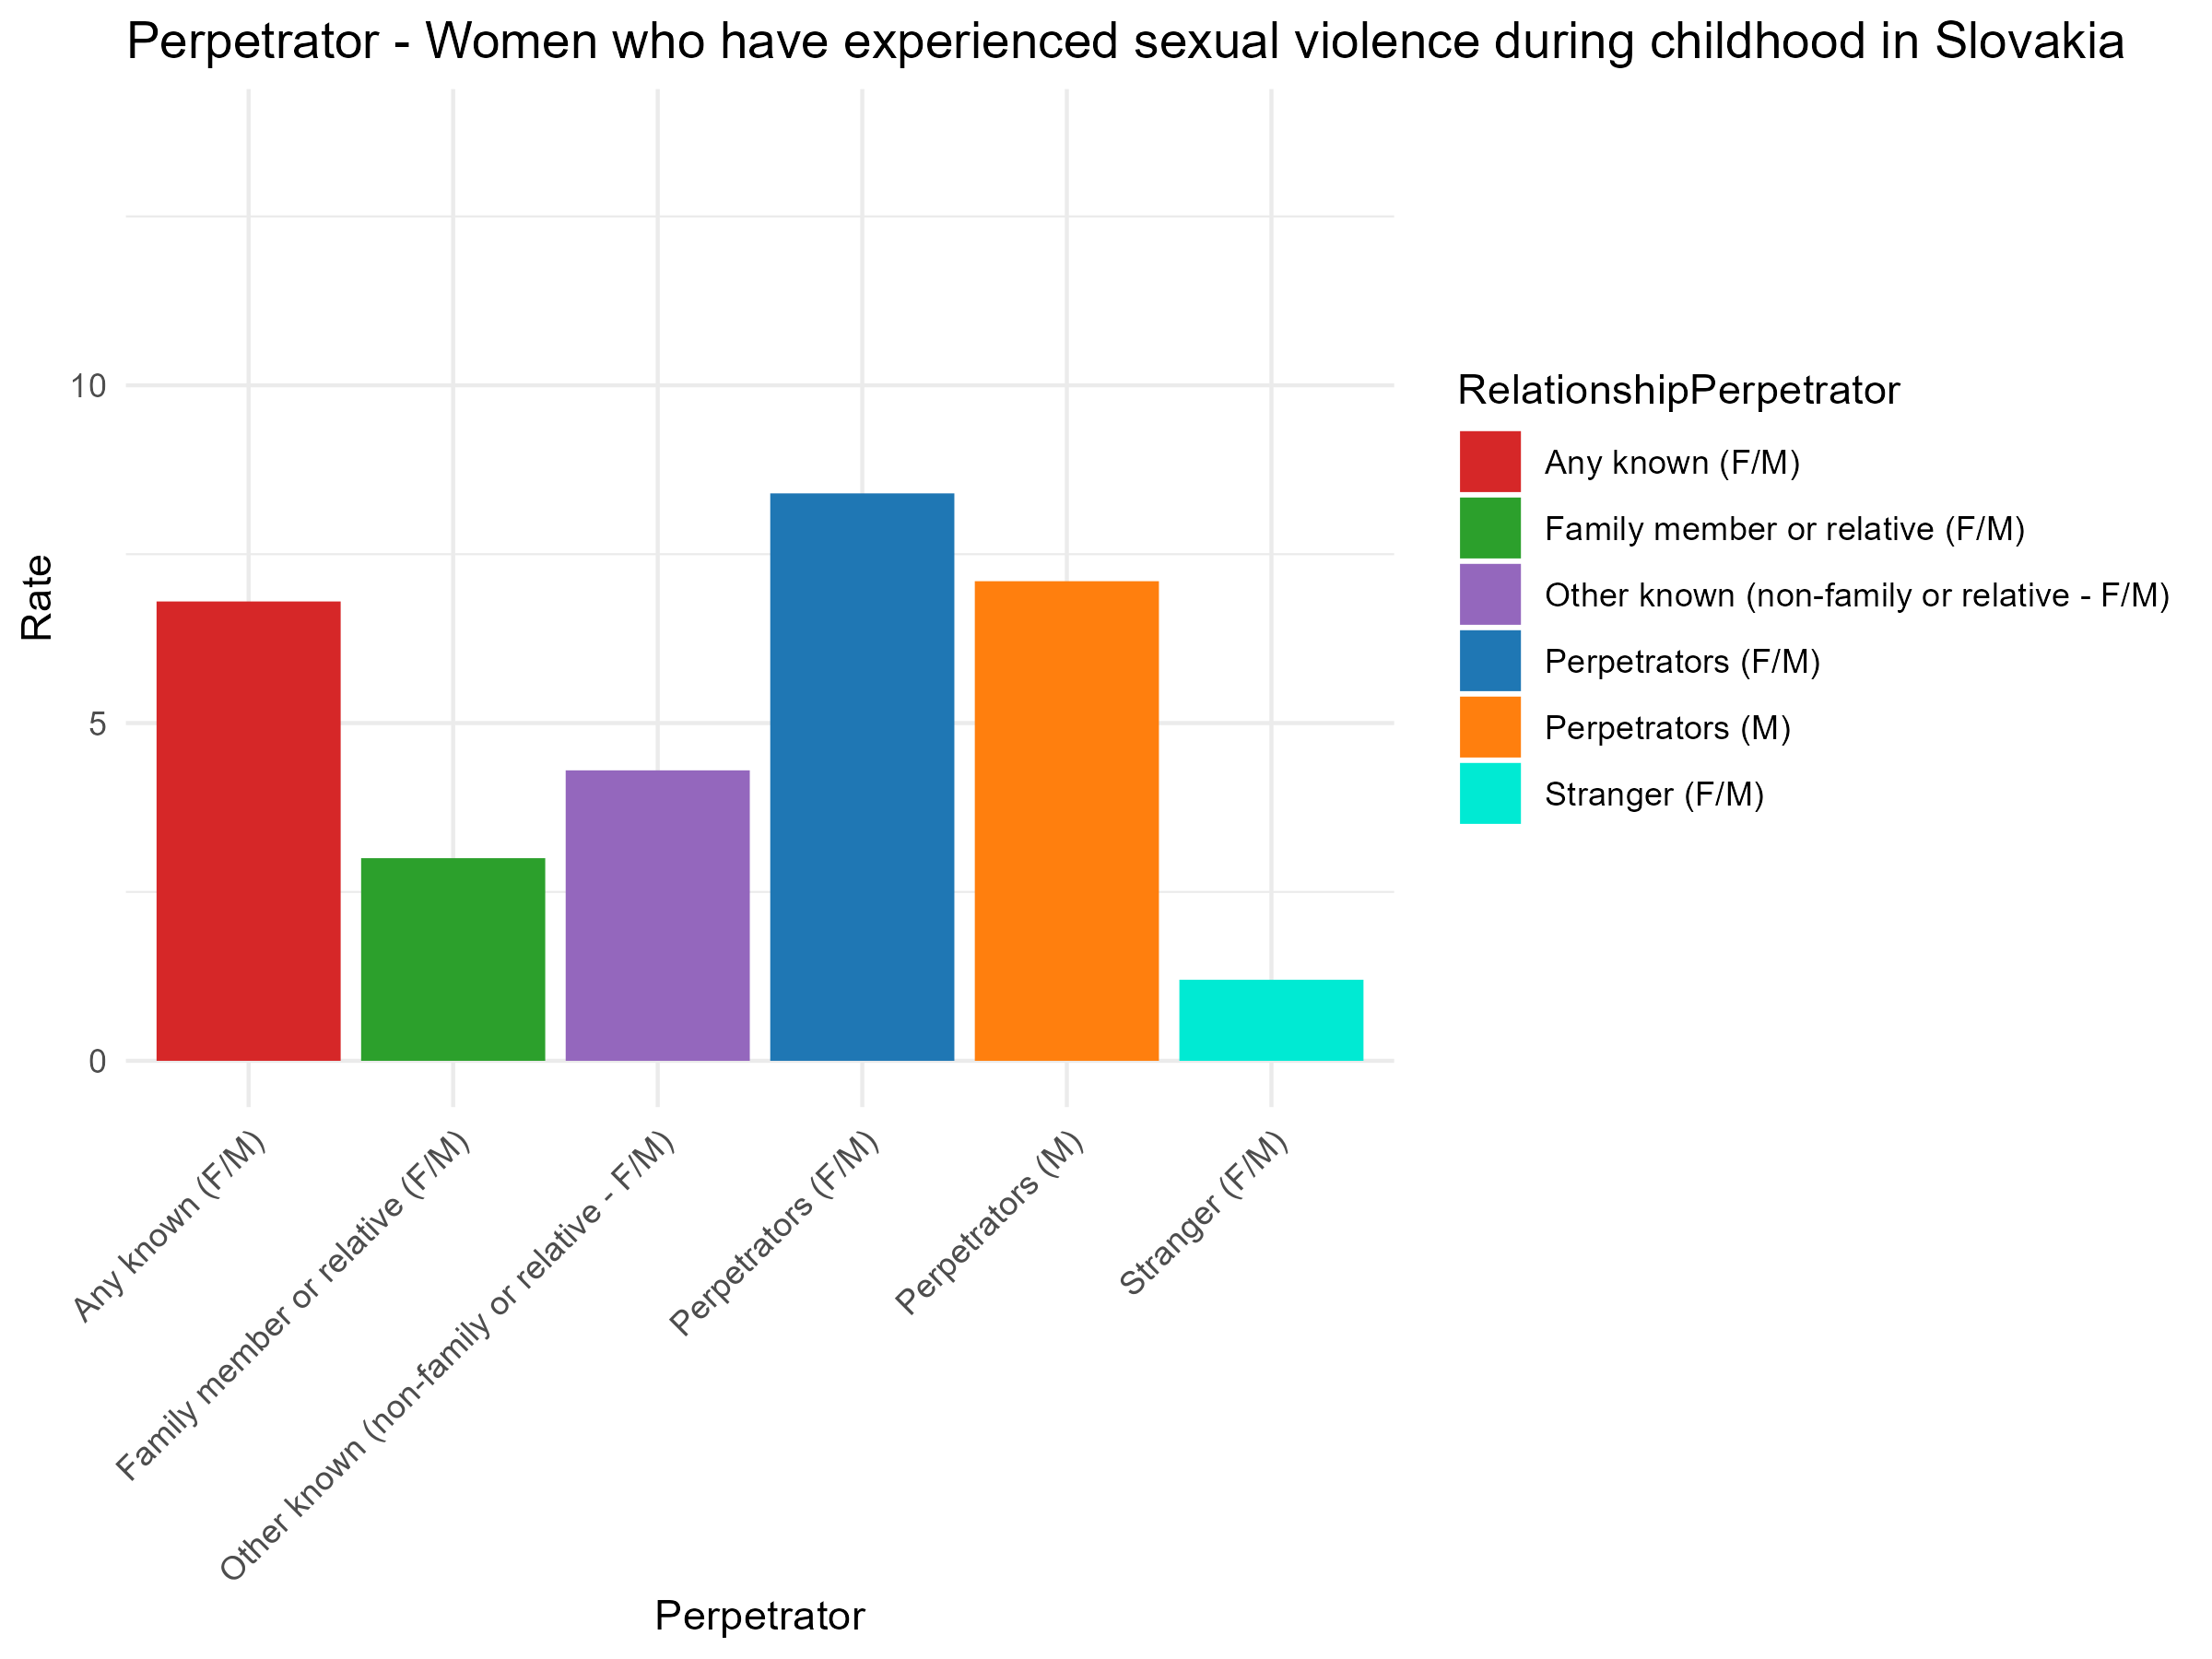 Perpetrator - Women who have experienced sexual violence during childhood in Slovakia
Rate
10
5
0
Any known (F/M)
Family member or relative (F/M)
Other known (non-family or relative - F/M)
Perpetrators (F/M)
Perpetrators (M)
Stranger (F/M)
Perpetrator
RelationshipPerpetrator
Any known (F/M)
Family member or relative (F/M)
Other known (non-family or relative - F/M)
Perpetrators (F/M)
Perpetrators (M)
Stranger (F/M)